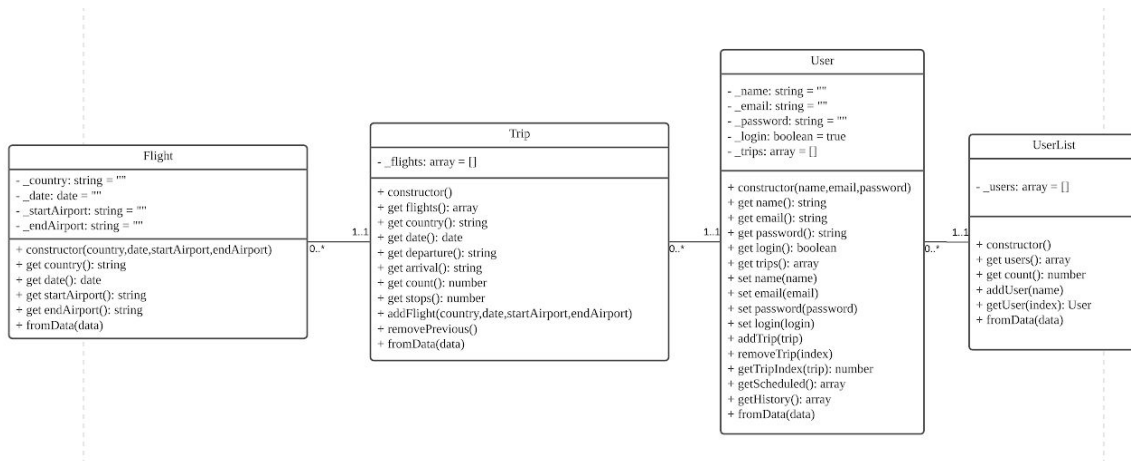 Flight
- _country: string = ""
- _date: date = ""
- _startAirport: string = ""
- _endAirport: string = ""
+ constructor(country,date,startAirport,endAirport)
+ get country(): string
+ get date(): date
+ get startAirport(): string
+ get endAirport(): string
+ fromData(data)
0..*
1..1
Trip
- _flights: array = []
+ constructor()
+ get flights(): array
+ get country(): string
+ get date(): date
+ get departure(): string
+ get arrival(): string
+ get count(): number
+ get stops(): number
+ addFlight(country,date,startAirport,endAirport)
+ removePrevious()
+ fromData(data)
0..*
1..1
User
- _name: string = ""
- _email: string = ""
- _password: string = ""
- _login: boolean = true
- _trips: array = []
+ constructor(name,email,password)
+ get name(): string
+ get email(): string
+ get password(): string
+ get login(): boolean
+ get trips(): array
+ set name(name)
+ set email(email)
+ set password(password)
+ set login(login)
+ addTrip(trip)
+ removeTrip(index)
+ getTripIndex(trip): number
+ getScheduled(): array
+ getHistory(): array
+ fromData(data)
0..*
1..1
UserList
- _users: array = []
+ constructor()
+ get users(): array
+ get count(): number
+ addUser(name)
+ getUser(index): User
+ fromData(data)